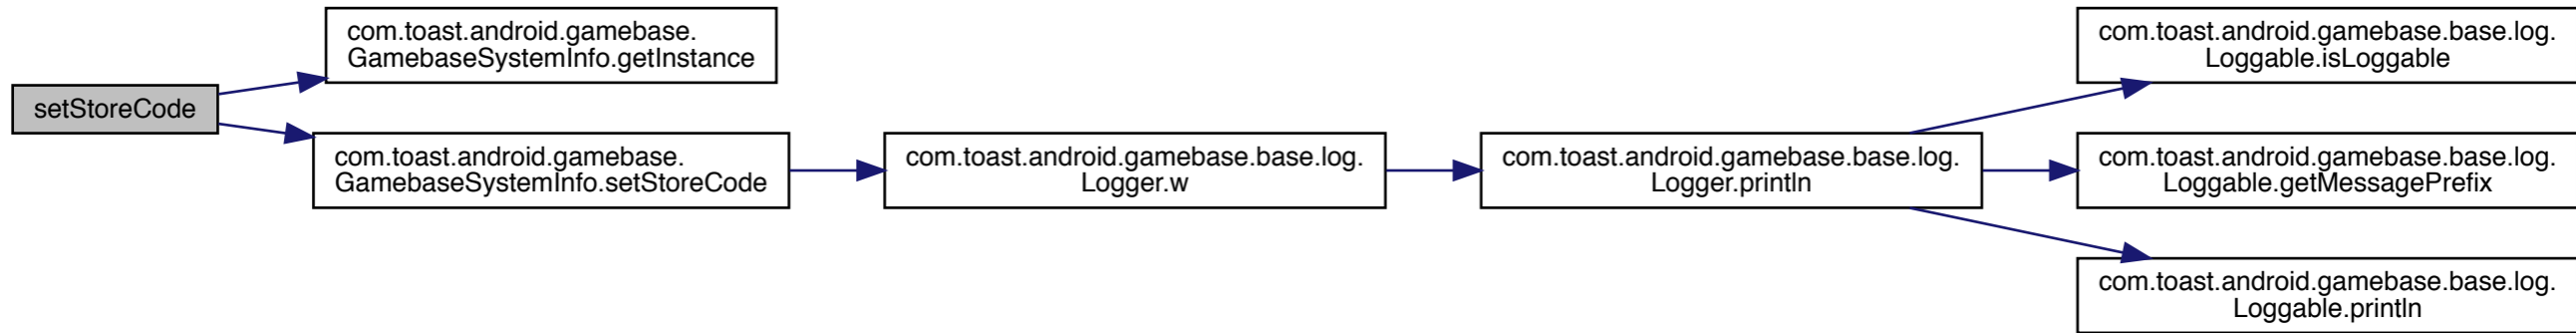 setStoreCode
com.toast.android.gamebase.
GamebaseSystemInfo.getInstance
com.toast.android.gamebase.
GamebaseSystemInfo.setStoreCode
com.toast.android.gamebase.base.log.
Logger.w
com.toast.android.gamebase.base.log.
Logger.println
com.toast.android.gamebase.base.log.
Loggable.isLoggable
com.toast.android.gamebase.base.log.
Loggable.getMessagePrefix
com.toast.android.gamebase.base.log.
Loggable.println